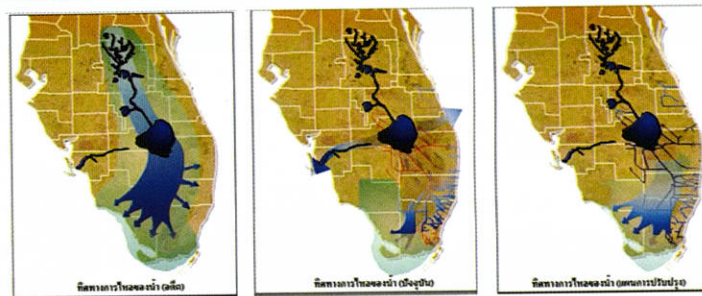 ทิศทางการไหลของน้ำ (อดีต)
ทิศทางการไหลของน้ำ (ปัจจุบัน)
ทิศทางการไหลของน้ำ (แผนการปรับปรุง)